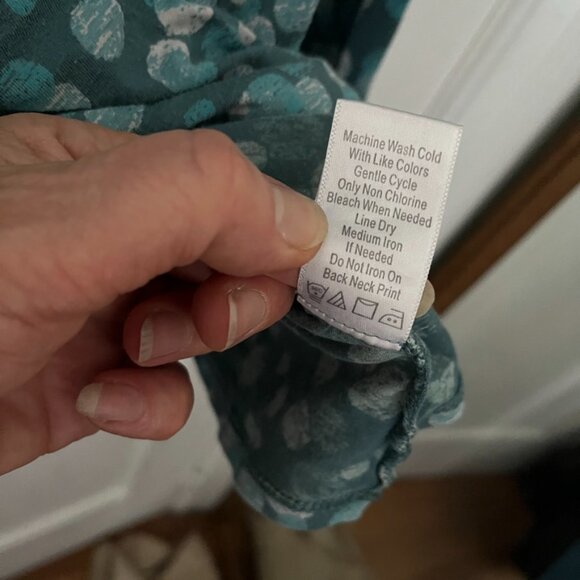 Machine Wash Cold
With Like Colors
Gentle Cycle
Only Non Chlorine
Bleach When Needed
Line Dry
Medium Iron
If Needed
Do Not Iron On
Back Neck Print